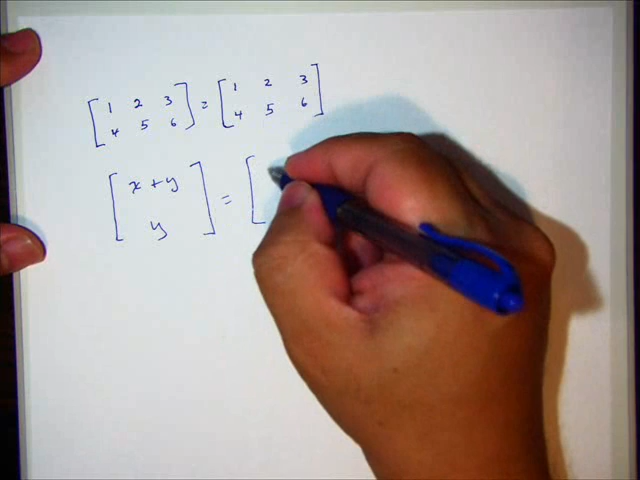 [1 2 3 = [1 2 3
4 5 6] 4 5 6]
[x + y = [
y]